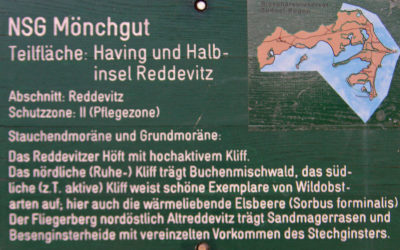 NSG Mönchgut
Teilfläche: Having und Halb-
insel Reddevitz
Abschnitt: Reddevitz
Schutzzone: II (Pflegezone)
Stauchendmoräne und Grundmoräne:
Das Reddevitzer Höft mit hochaktivem Kliff.
Das nördliche (Ruhe-) Kliff trägt Buchenmischwald, das süd-
liche (z.T. aktive) Kliff weist schöne Exemplare von Wildobst-
arten auf; hier auch die wärmeliebende Elsbeere (Sorbus forminalis)
Der Fliegerberg nordöstlich Altreddevitz trägt Sandmagerrasen und
Besenginsterheide mit vereinzelten Vorkommen des Stechginsters.